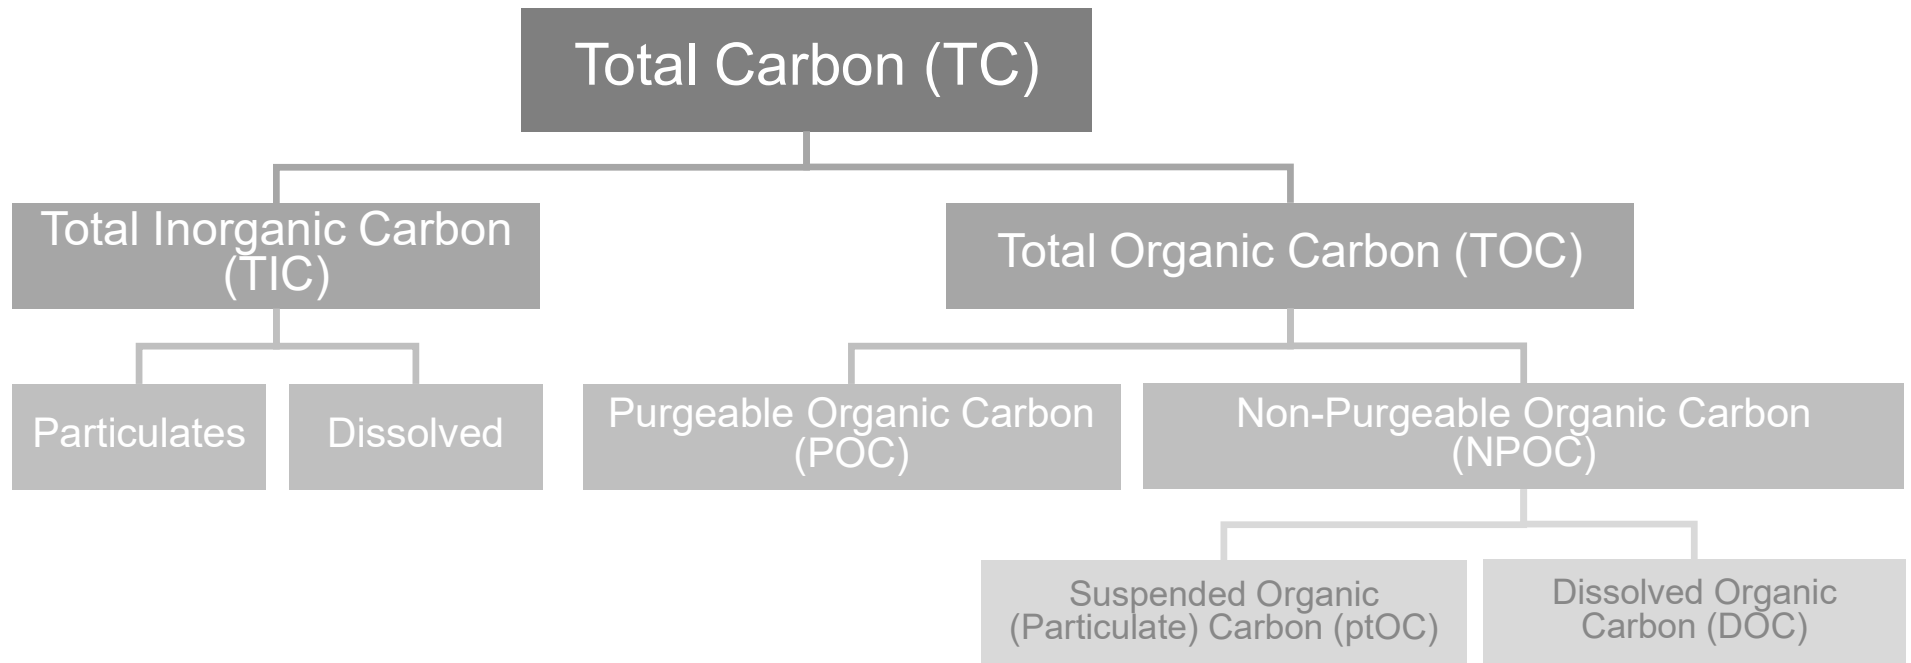 Total Carbon (TC)
Total Inorganic Carbon
(TIC)
Total Organic Carbon (TOC)
Particulates
Dissolved
Purgeable Organic Carbon
(POC)
Non-Purgeable Organic Carbon
(NPOC)
Suspended Organic
(Particulate) Carbon (ptOC)
Dissolved Organic
Carbon (DOC)